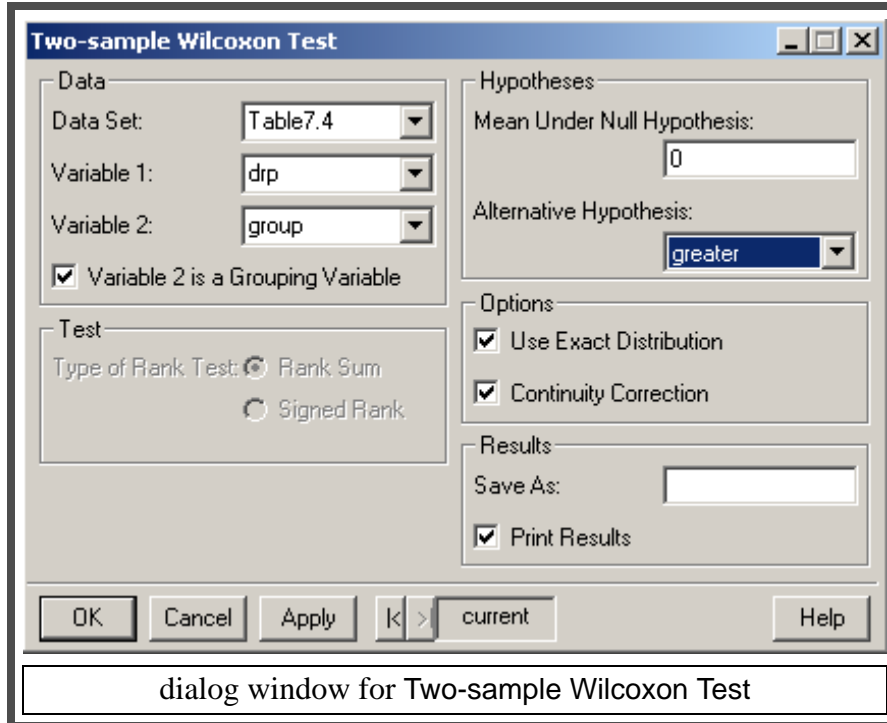 Two-sample Wilcoxon Test
Data
Data Set:
Table7.4
Variable 1:
drp
Variable 2:
group
Variable 2 is a Grouping Variable
Test
Type of Rank Test:
Rank Sum
Signed Rank
Hypotheses
Mean Under Null Hypothesis:
0
Alternative Hypothesis:
greater
Options
Use Exact Distribution
Continuity Correction
Results
Save As:
Print Results
OK
Cancel
Apply
current
Help
dialog window for Two-sample Wilcoxon Test